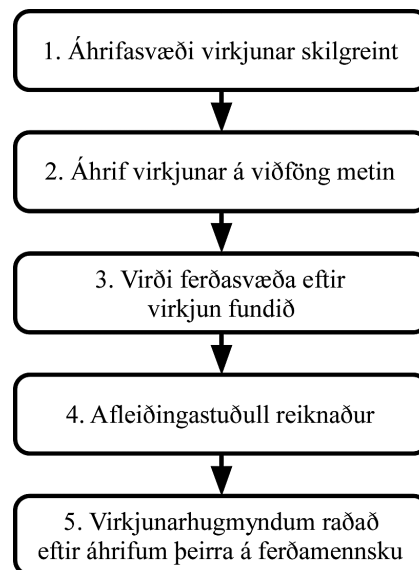 1. Áhrifasvæði virkjunar skilgreint
2. Áhrif virkjunar á viðföng metin
3. Virði ferðasvæða eftir
virkjun fundið
4. Afleiðingastuðull reiknaður
5. Virkjunarhugmyndum raðað
eftir áhrifum þeirra á ferðamennsku